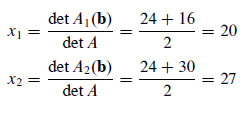 x₁ = det A₁(b) / det A = 24 + 16 / 2 = 20
x₂ = det A₂(b) / det A = 24 + 30 / 2 = 27